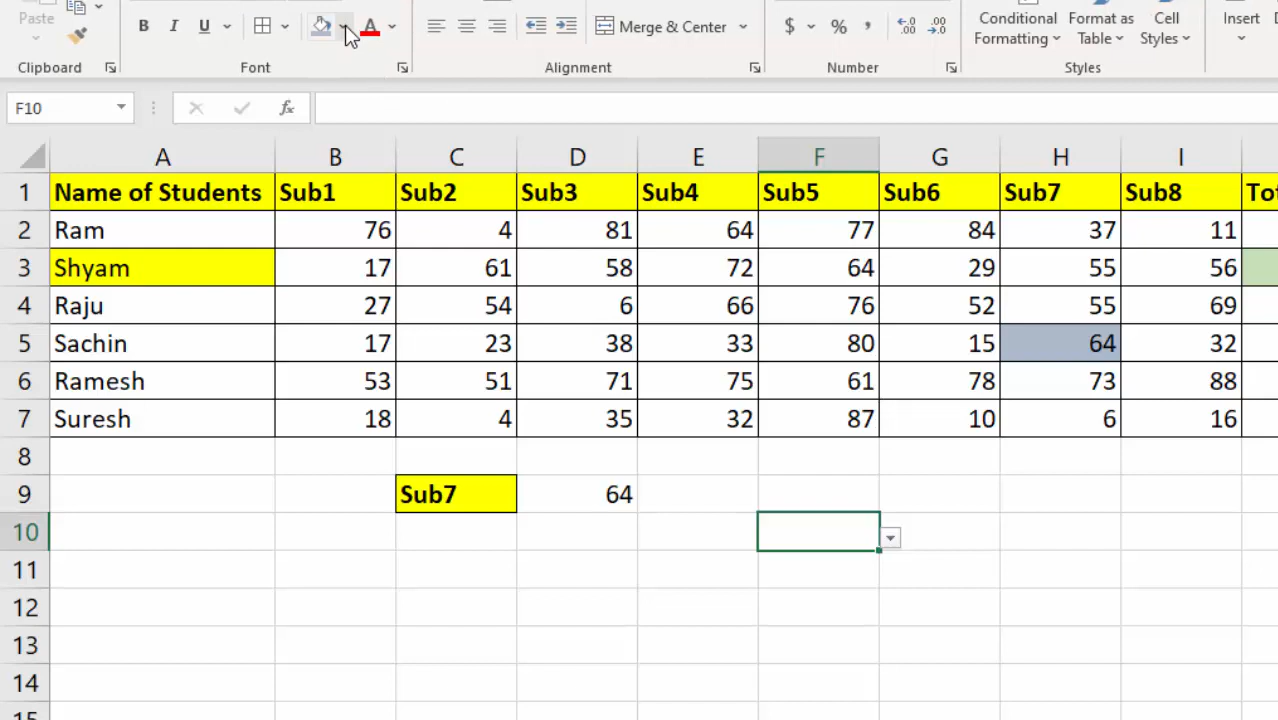 Paste
B I U A
Merge & Center
$ % ,
Conditional Formatting
Format as Table
Cell Styles
Insert
Clipboard Font Alignment Number Styles
F10 fx
A B C D E F G H I
1 Name of Students Sub1 Sub2 Sub3 Sub4 Sub5 Sub6 Sub7 Sub8
2 Ram 76 4 81 64 77 84 37 11
3 Shyam 17 61 58 72 64 29 55 56
4 Raju 27 54 6 66 76 52 55 69
5 Sachin 17 23 38 33 80 15 64 32
6 Ramesh 53 51 71 75 61 78 73 88
7 Suresh 18 4 35 32 87 10 6 16
8
9 Sub7 64
10
11
12
13
14
15